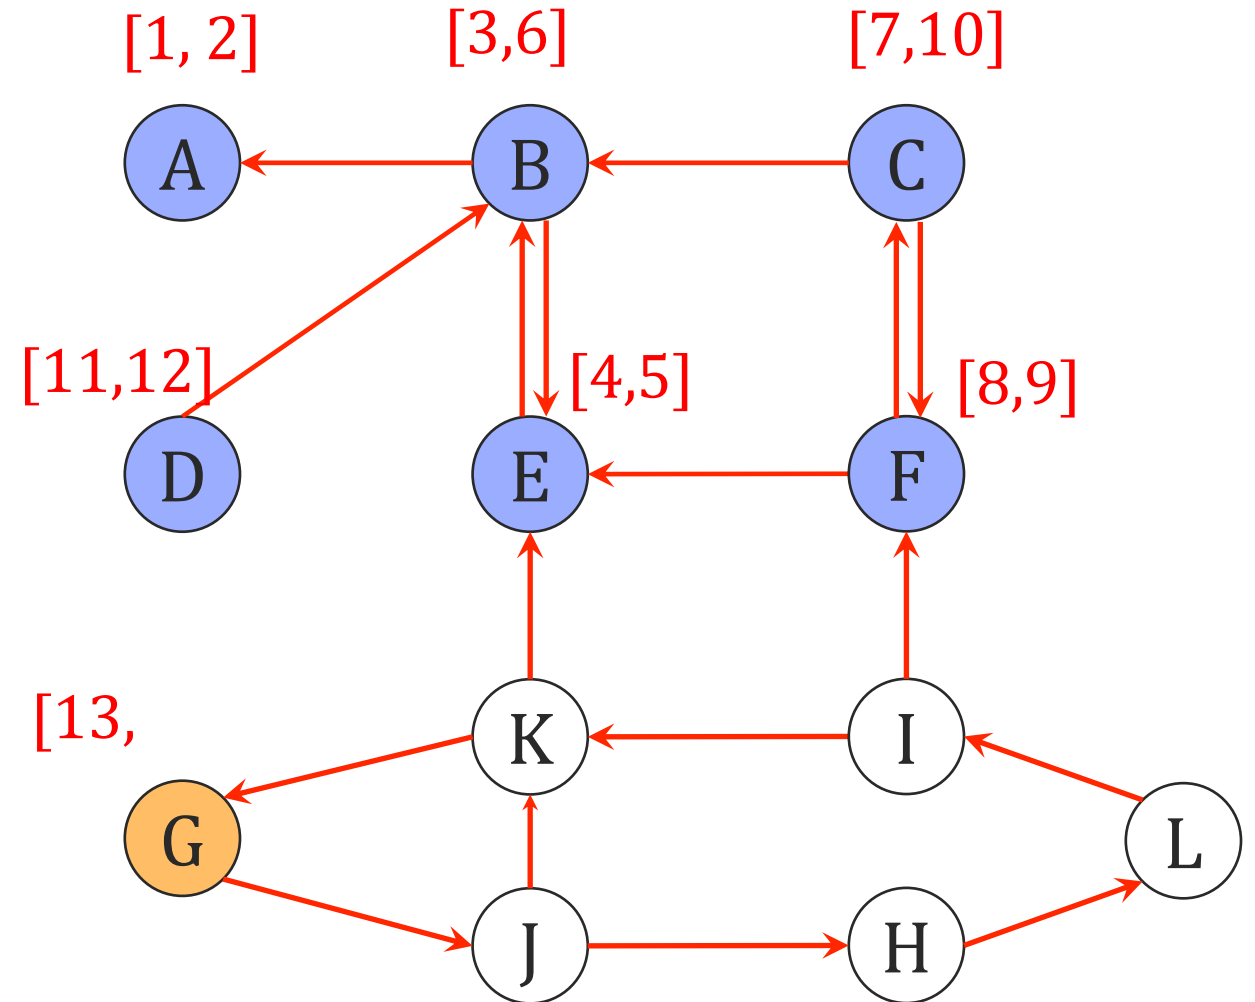 [1, 2]
[3,6]
[7,10]
A
B
C
[11,12]
[4,5]
[8,9]
D
E
F
[13,
K
I
G
L
J
H